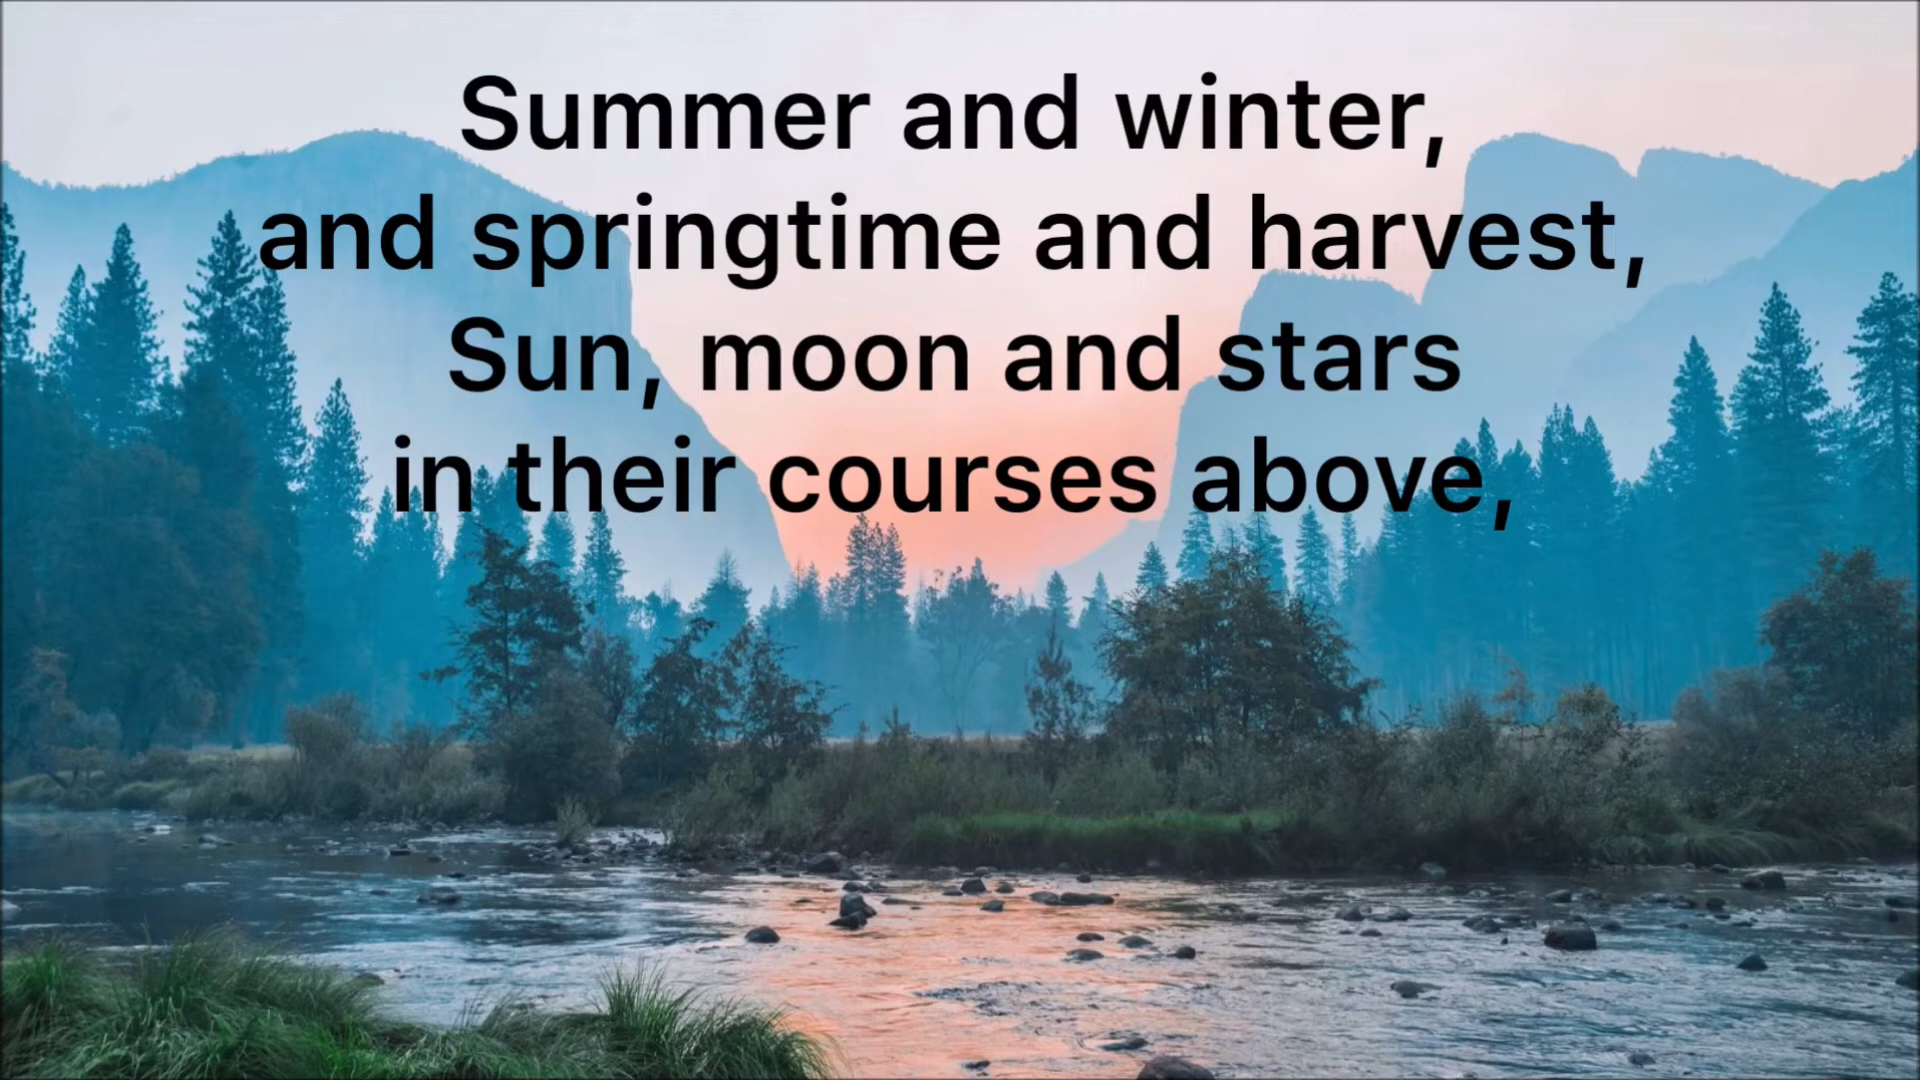 Summer and winter,
and springtime and harvest,
Sun, moon and stars
in their courses above,